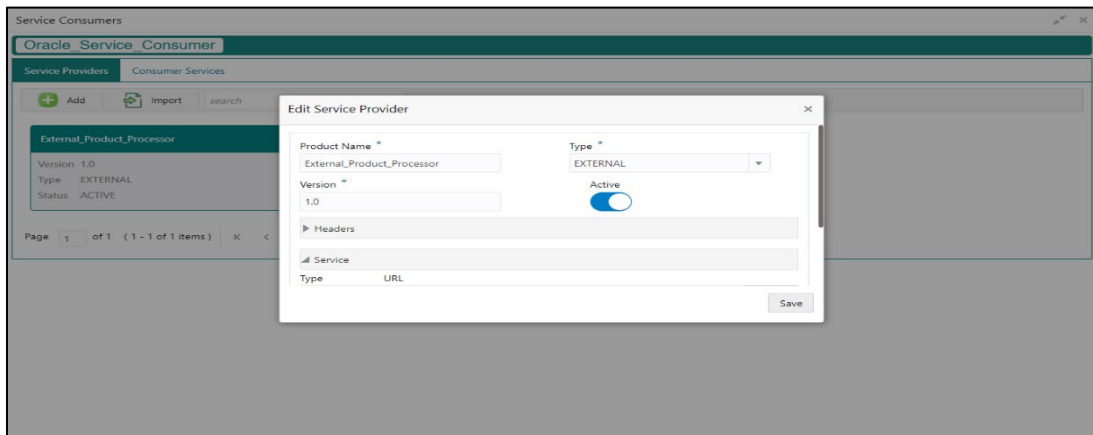 Service Consumers
Oracle_Service_Consumer
Service Providers Consumer Services
Add Import search
External_Product_Processor
Version 1.0
Type EXTERNAL
Status ACTIVE
Page 1 of 1 (1 - 1 of 1 items) K <
Edit Service Provider ×
Product Name * Type *
External_Product_Processor EXTERNAL
Version * Active
1.0
Headers
Service
Type URL
Save